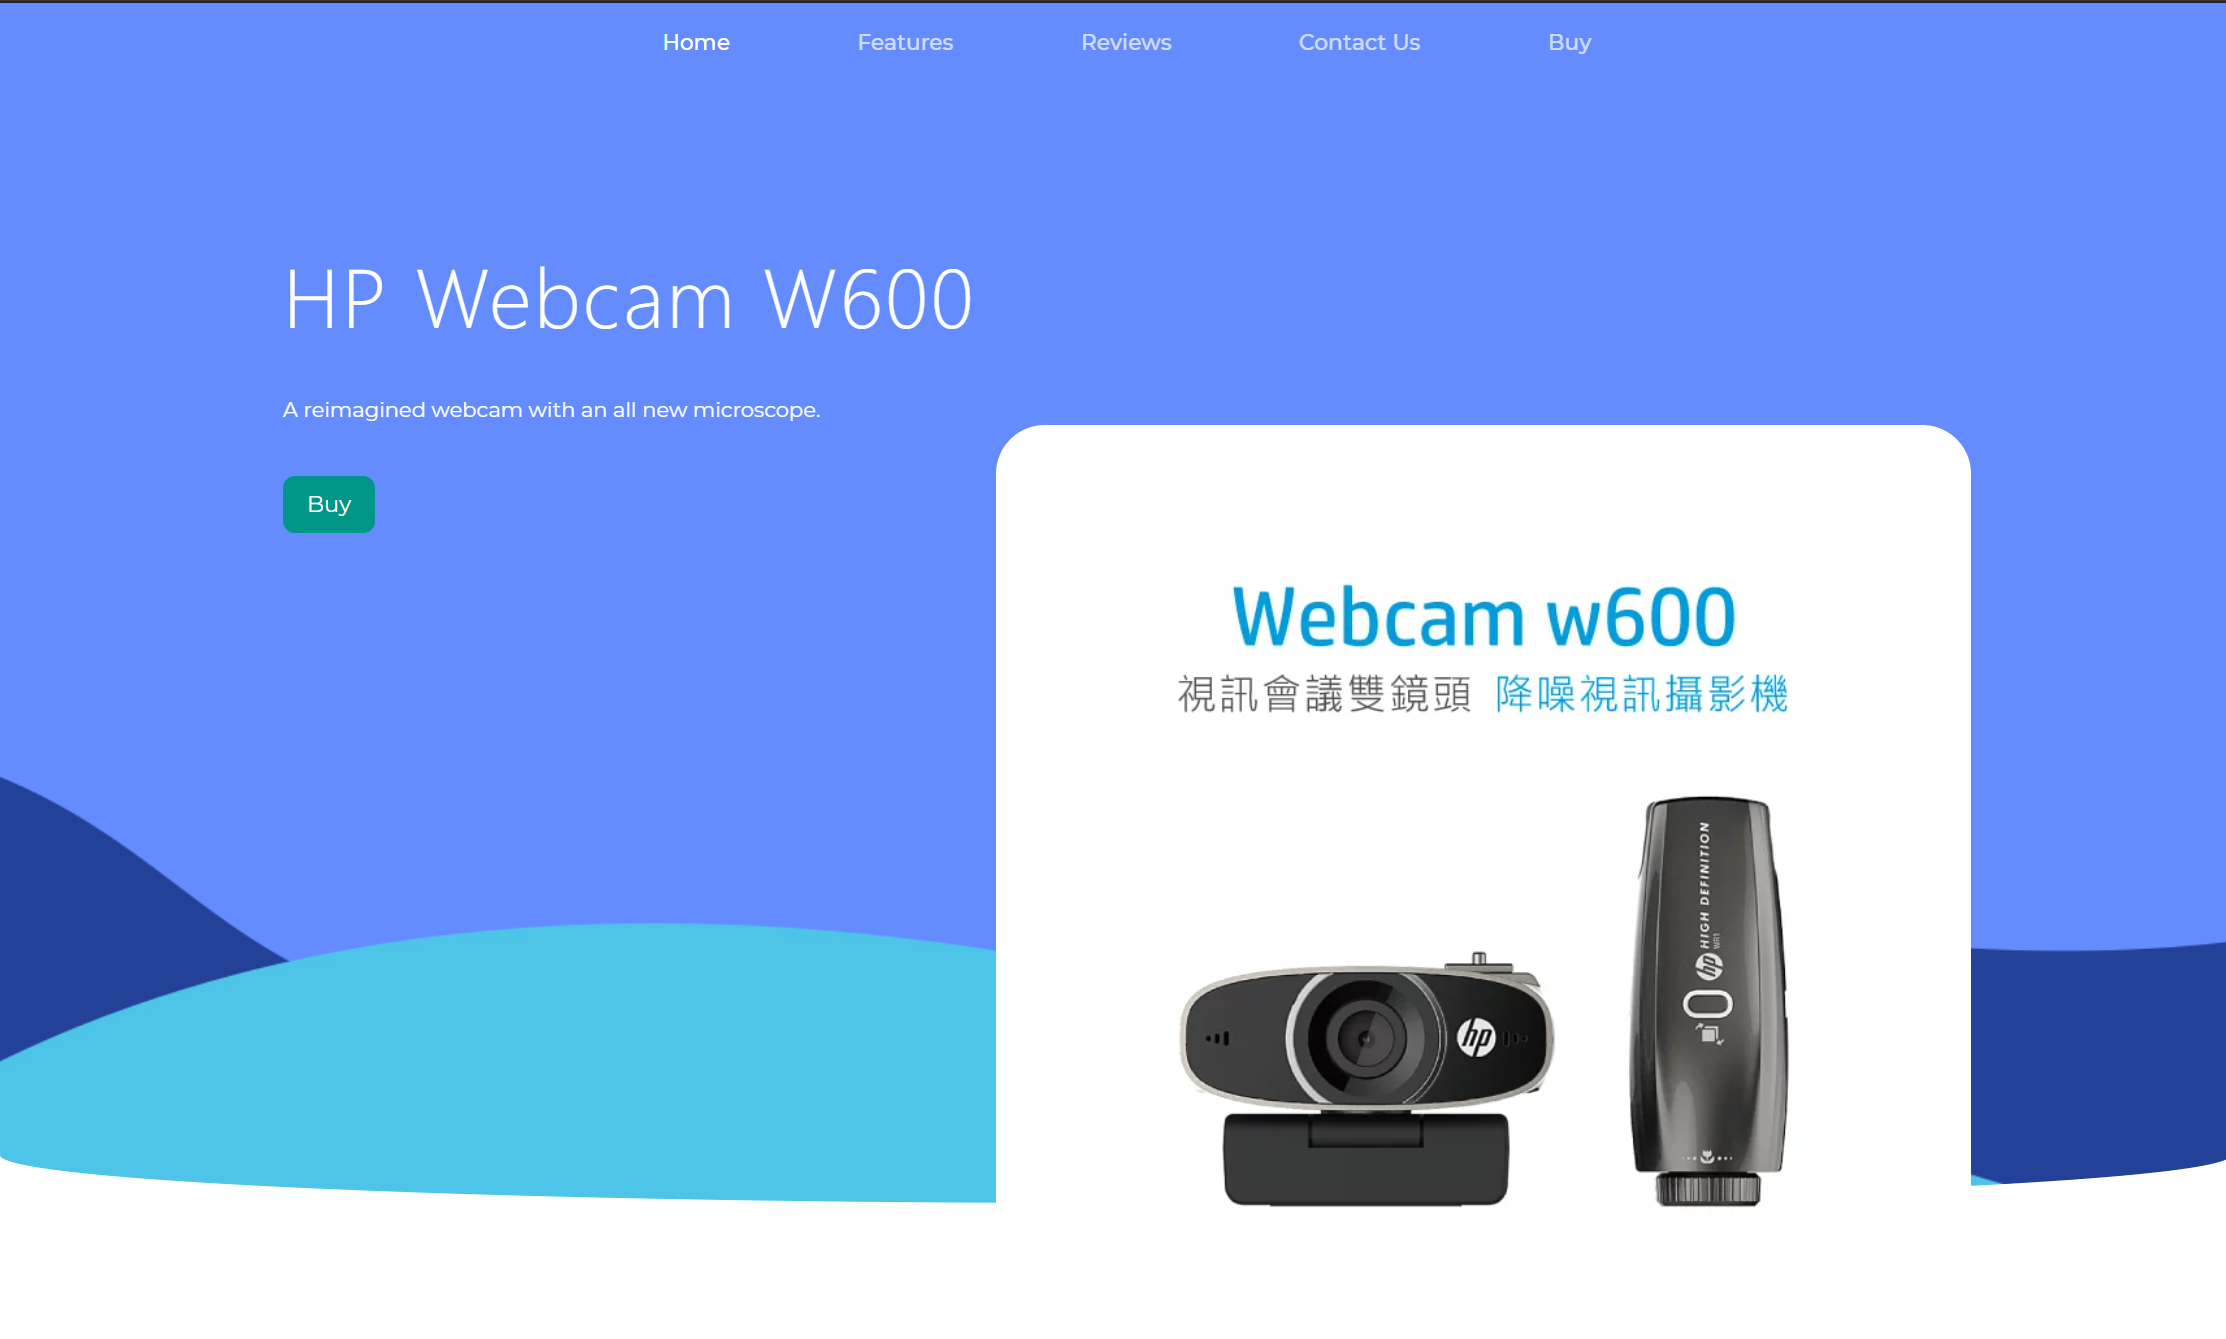 Home Features Reviews Contact Us Buy
HP Webcam W600
A reimagined webcam with an all new microscope.
Buy
Webcam w600
視訊會議雙鏡頭 降噪視訊攝影機
hp
HIGH DEFINITION
WR1
hp